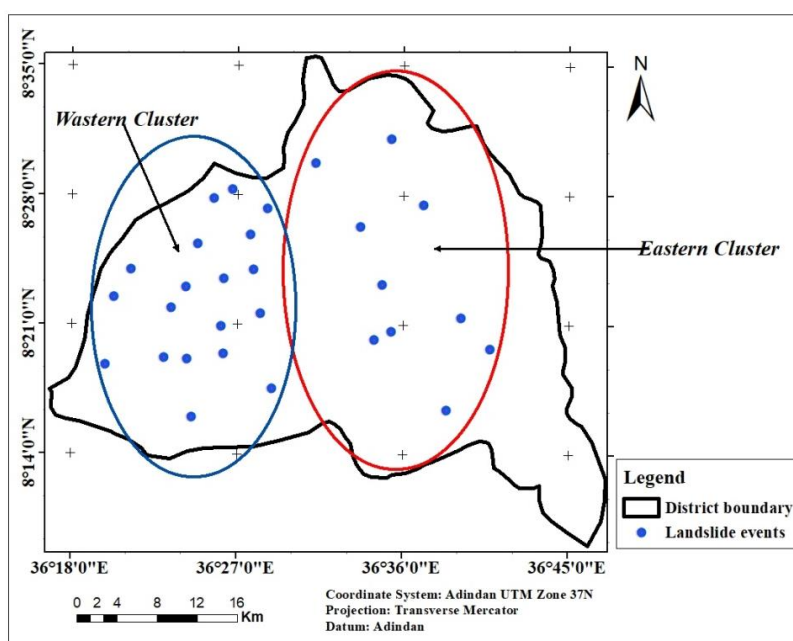 N
Wastern Cluster
Eastern Cluster
8°35'0"N
8°28'0"N
8°21'0"N
8°14'0"N
36°18'0"E
36°27'0"E
36°36'0"E
36°45'0"E
Legend
District boundary
Landslide events
0 2 4 8 12 16
Km
Coordinate System: Adindan UTM Zone 37N
Projection: Transverse Mercator
Datum: Adindan